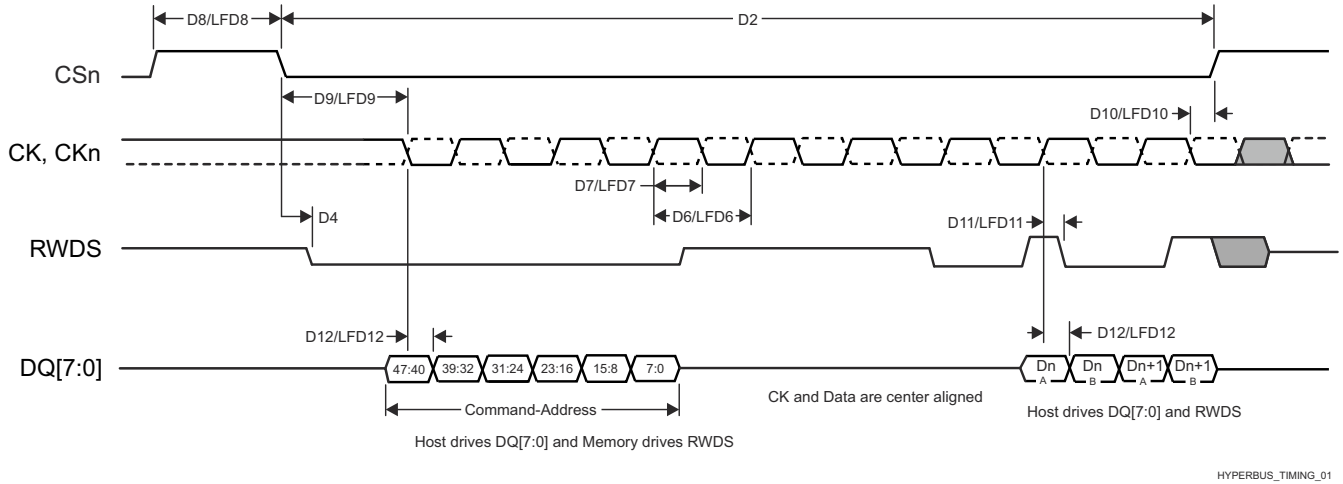 D8/LFD8
D2
CSn
D9/LFD9
D10/LFD10
CK, CKn
D7/LFD7
D4
D6/LFD6
D11/LFD11
RWDS
D12/LFD12
D12/LFD12
DQ[7:0]
47:40 39:32 31:24 23:16 15:8 7:0
Dn A Dn B Dn+1 A Dn+1 B
CK and Data are center aligned
Command-Address
Host drives DQ[7:0] and RWDS
Host drives DQ[7:0] and Memory drives RWDS
HYPERBUS_TIMING_01